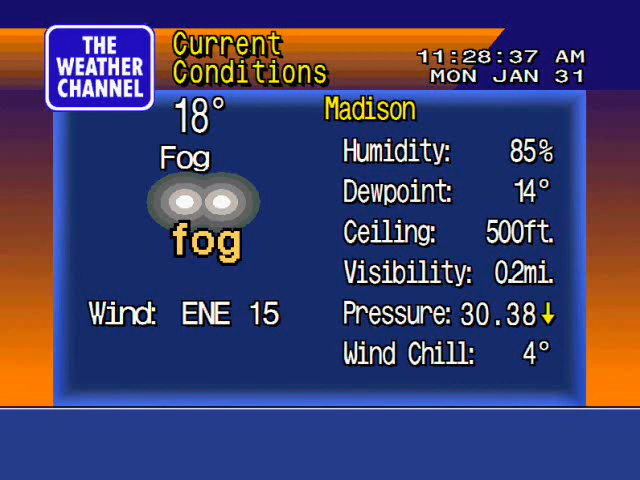 THE
WEATHER
CHANNEL
Current
Conditions
11:28:37 AM
MON JAN 31
18°
Fog
fog
Wind: ENE 15
Madison
Humidity: 85%
Dewpoint: 14°
Ceiling: 500ft.
Visibility: 0.2mi.
Pressure: 30.38↓
Wind Chill: 4°